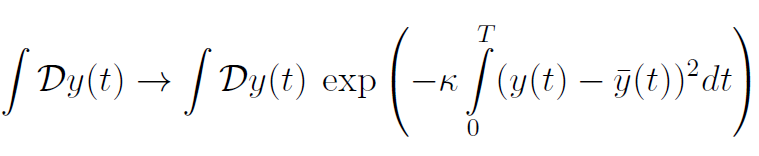 ∫ 𝒟y(t) → ∫ 𝒟y(t) exp(−κ ∫₀ᵀ (y(t) − ȳ(t))² dt)